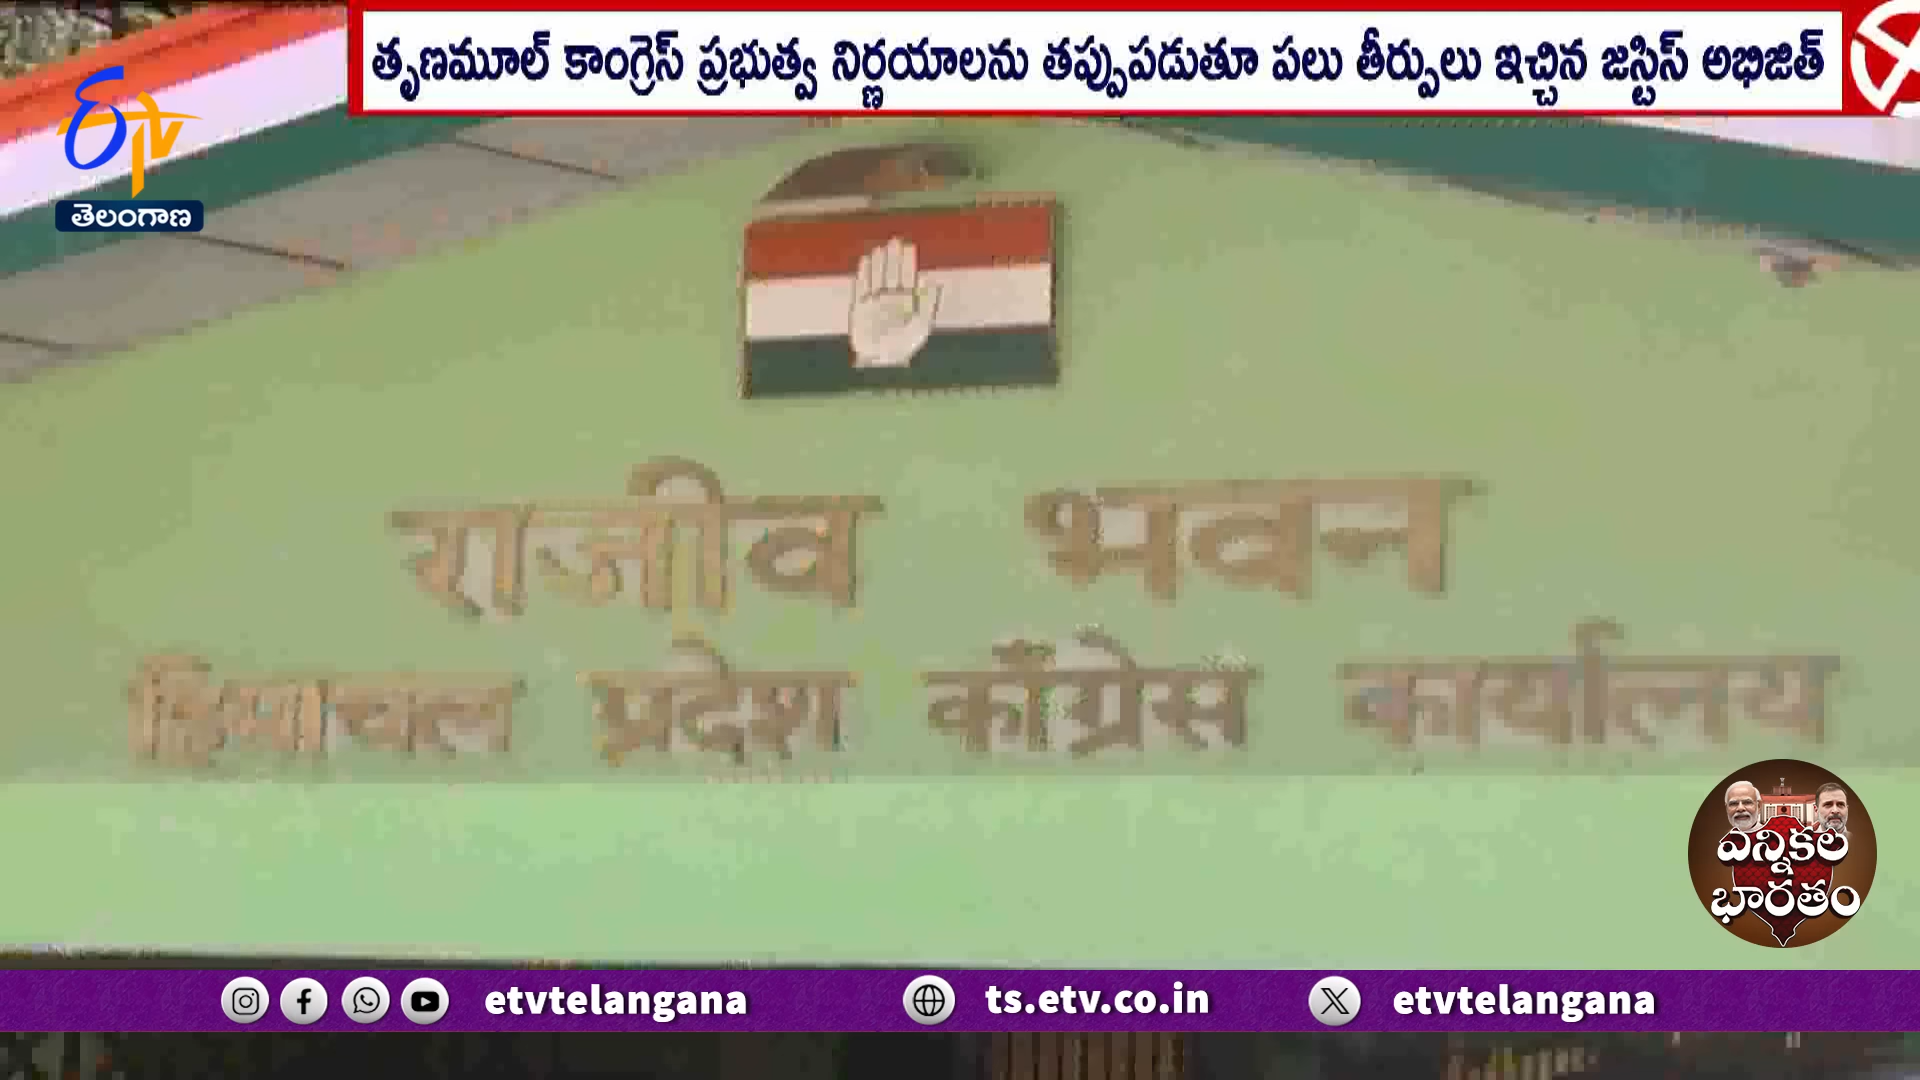 తృణమూల్ కాంగ్రెస్ ప్రభుత్వ నిర్ణయాలను తప్పుపడుతూ పలు తీర్పులు ఇచ్చిన జస్టిస్ అభిజిత్
ETV
తెలంగాణ
राजीव भवन
हिमाचल प्रदेश काँग्रेस कार्यालय
ఎన్నికల
భారతం
etvtelangana ts.etv.co.in etvtelangana